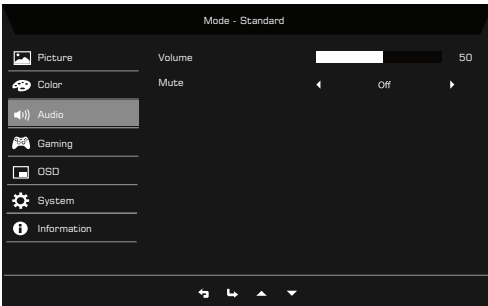 Mode - Standard
Picture
Volume 50
Color
Mute Off
Audio
Gaming
OSD
System
Information